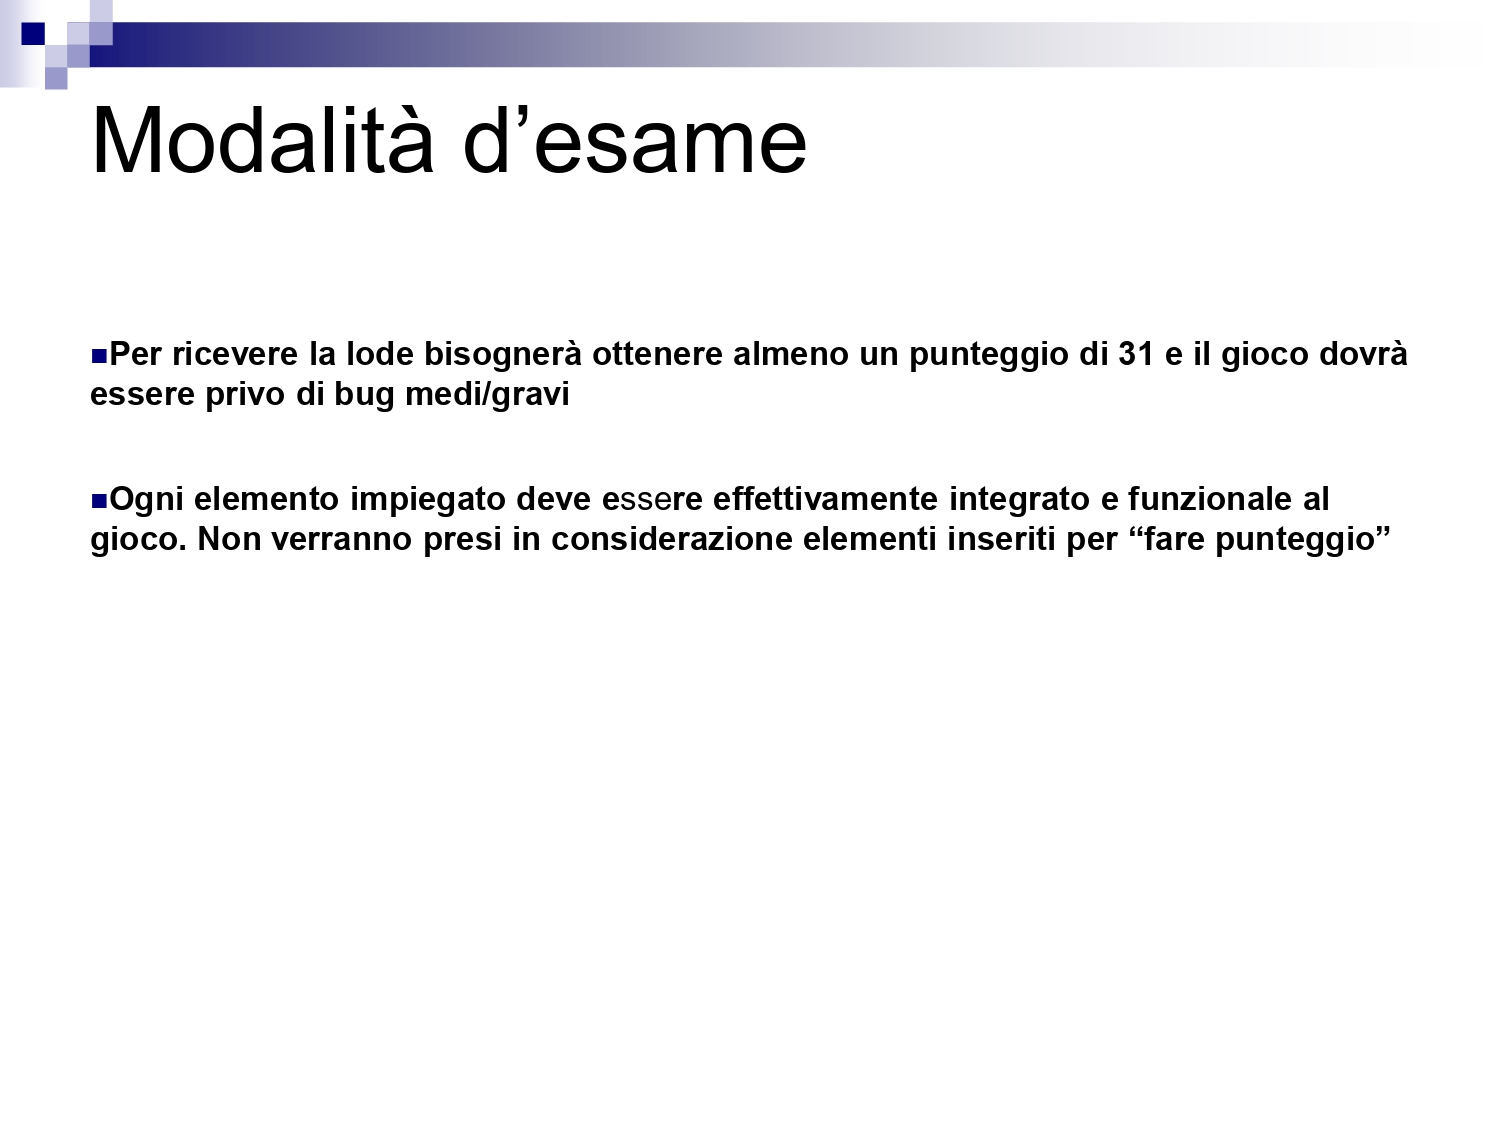 Modalità d’esame
Per ricevere la lode bisognerà ottenere almeno un punteggio di 31 e il gioco dovrà
essere privo di bug medi/gravi
Ogni elemento impiegato deve essere effettivamente integrato e funzionale al
gioco. Non verranno presi in considerazione elementi inseriti per “fare punteggio”